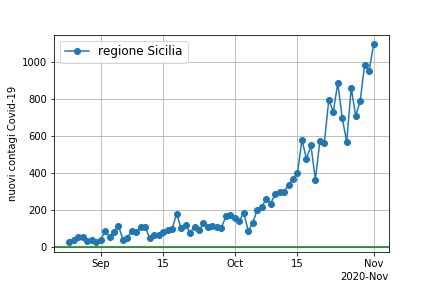 regione Sicilia
nuovi contagi Covid-19
1000
800
600
400
200
0
Sep
15
Oct
15
Nov
2020-Nov